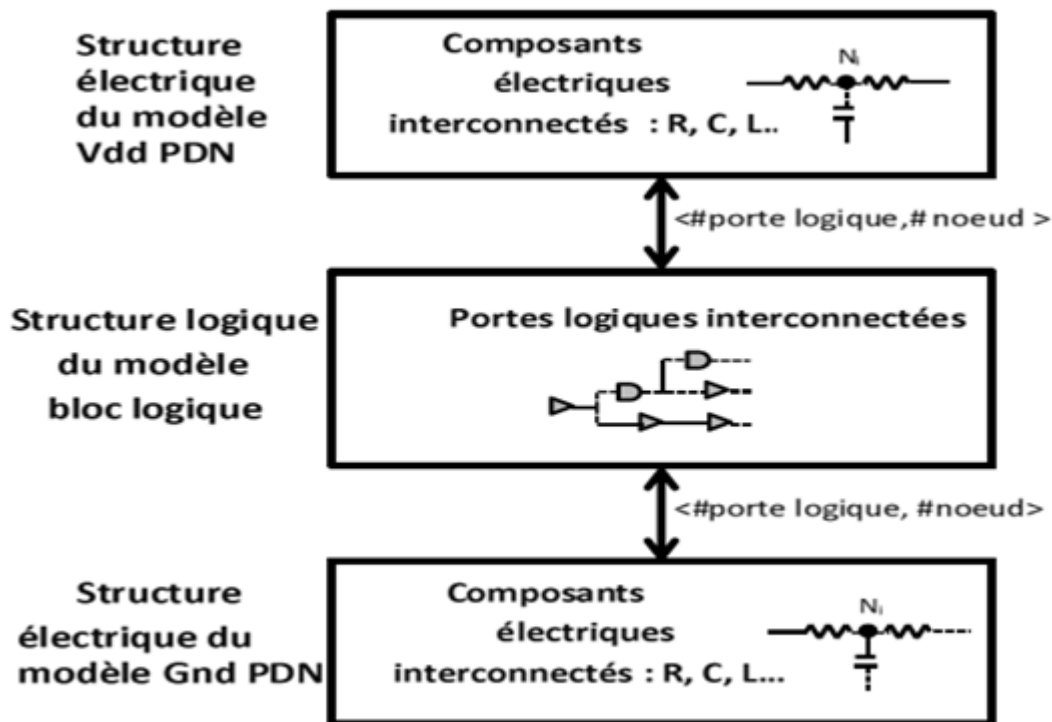 Structure
électrique
du modèle
Vdd PDN
Composants
électriques
interconnectés : R, C, L..
Ni
<#porte logique,# noeud >
Structure logique
du modèle
bloc logique
Portes logiques interconnectées
<#porte logique, #noeud>
Structure
électrique du
modèle Gnd PDN
Composants
électriques
interconnectés : R, C, L...
Ni